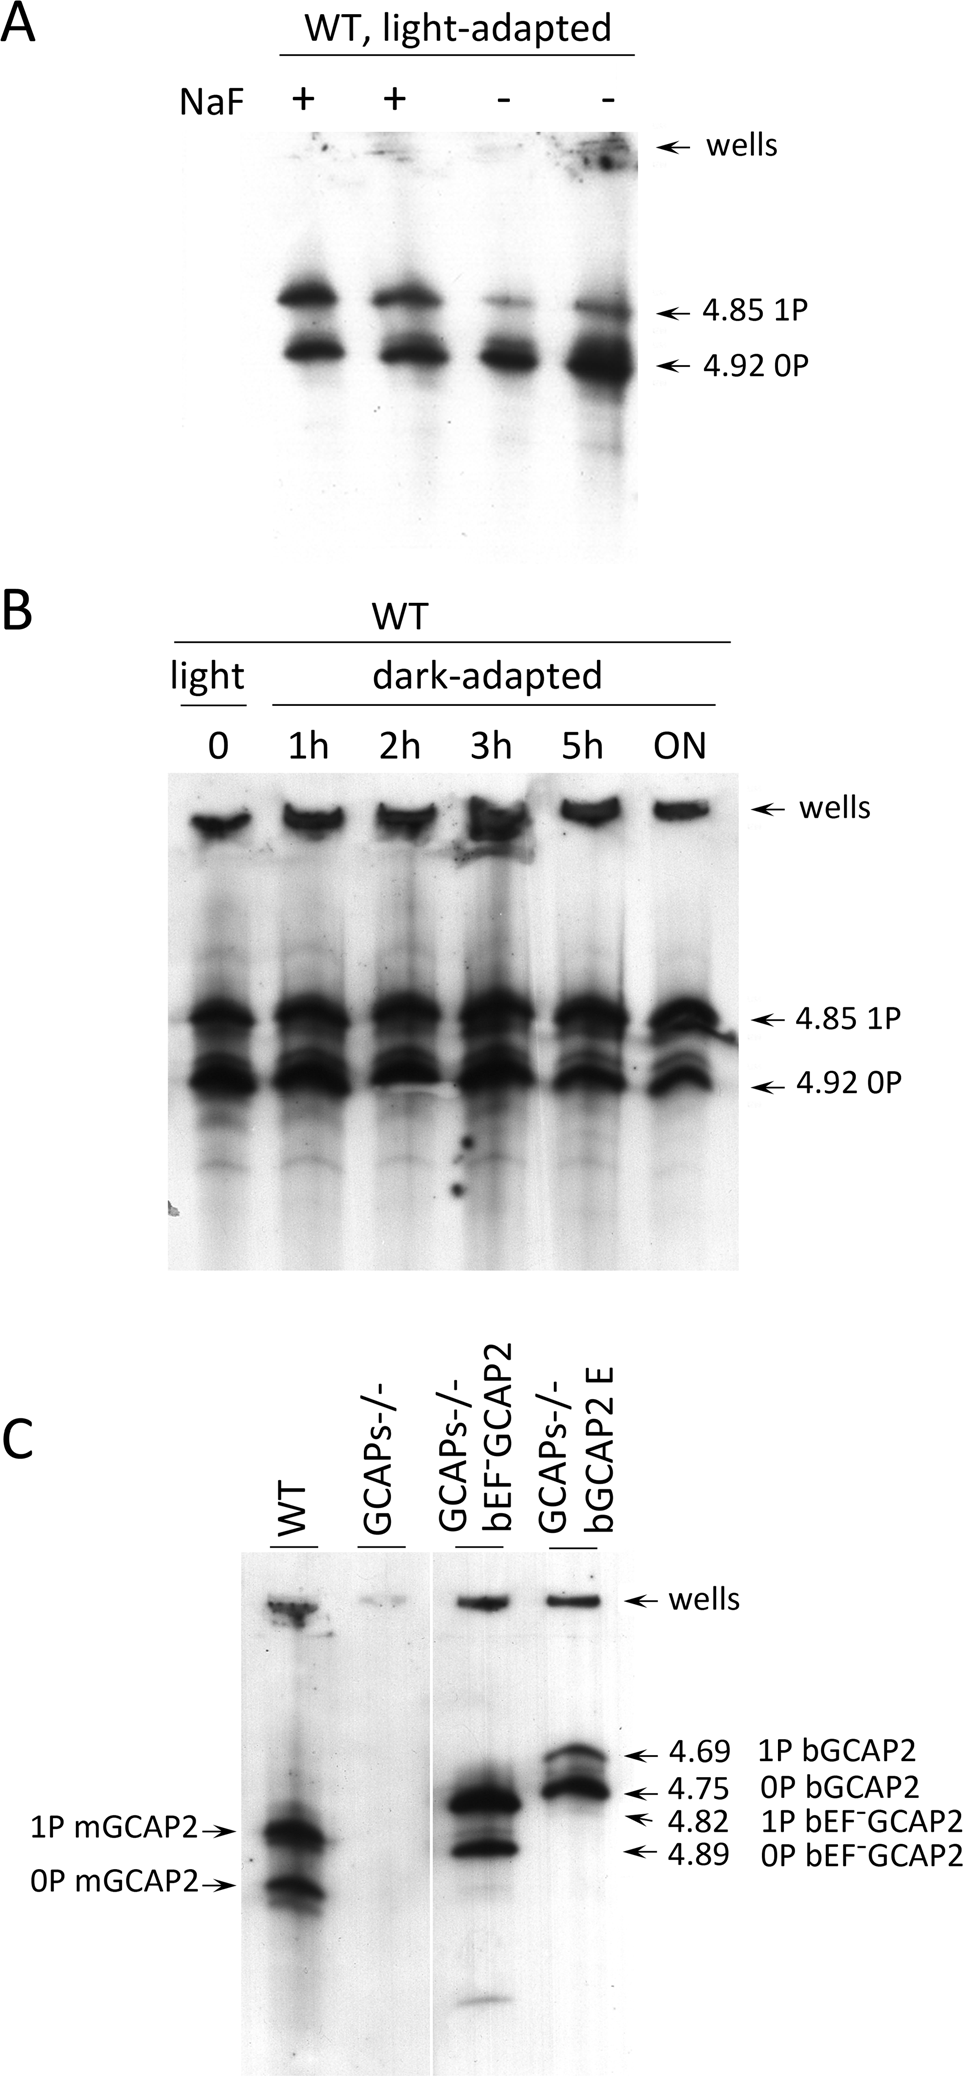 A
WT, light-adapted
NaF + + - -
← wells
← 4.85 1P
← 4.92 0P
B
WT
light dark-adapted
0 1h 2h 3h 5h ON
← wells
← 4.85 1P
← 4.92 0P
C
WT
GCAPs-/-
GCAPs-/-
bEF⁻GCAP2
GCAPs-/-
bGCAP2 E
← wells
← 4.69 1P bGCAP2
← 4.75 0P bGCAP2
← 4.82 1P bEF⁻GCAP2
← 4.89 0P bEF⁻GCAP2
1P mGCAP2→
0P mGCAP2→